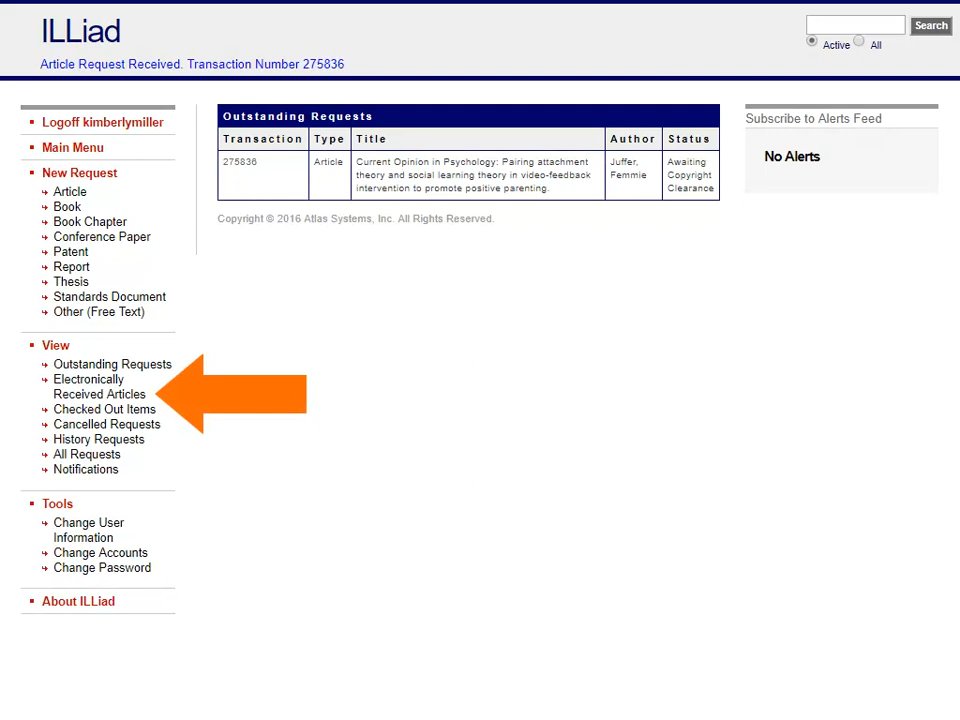 ILLiad
Search
Active
All
Article Request Received. Transaction Number 275836
Logoff kimberlymiller
Main Menu
New Request
Article
Book
Book Chapter
Conference Paper
Patent
Report
Thesis
Standards Document
Other (Free Text)
View
Outstanding Requests
Electronically
Received Articles
Checked Out Items
Cancelled Requests
History Requests
All Requests
Notifications
Tools
Change User
Information
Change Accounts
Change Password
About ILLiad
Outstanding Requests
Transaction Type Title Author Status
275836 Article Current Opinion in Psychology: Pairing attachment Juffer, Awaiting
theory and social learning theory in video-feedback Femmie Copyright
intervention to promote positive parenting. Clearance
Copyright © 2016 Atlas Systems, Inc. All Rights Reserved.
Subscribe to Alerts Feed
No Alerts